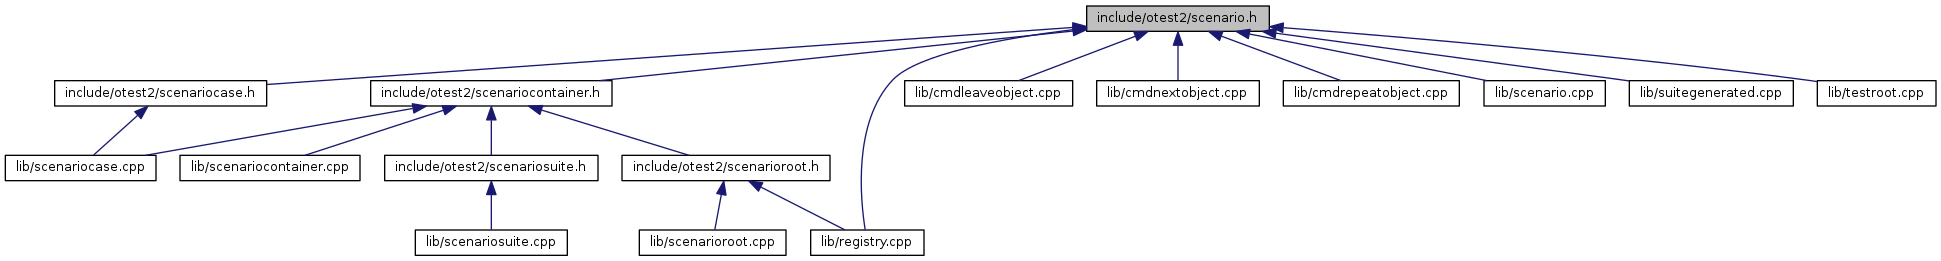 include/otest2/scenario.h
include/otest2/scenariocase.h
include/otest2/scenariocontainer.h
lib/cmdleaveobject.cpp
lib/cmdnextobject.cpp
lib/cmdrepeatobject.cpp
lib/scenario.cpp
lib/suitegenerated.cpp
lib/testroot.cpp
lib/scenariocase.cpp
lib/scenariocontainer.cpp
include/otest2/scenariosuite.h
include/otest2/scenarioroot.h
lib/scenariosuite.cpp
lib/scenarioroot.cpp
lib/registry.cpp